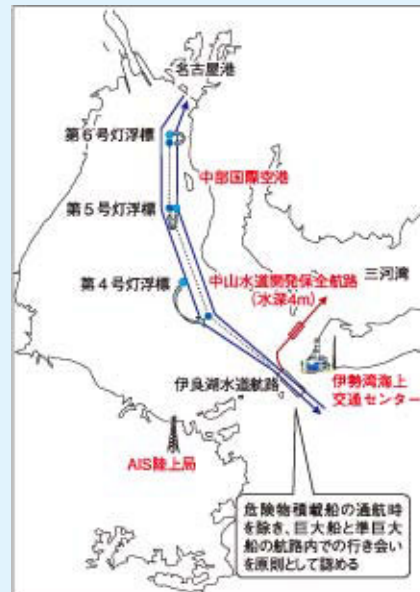 名古屋港
第6号灯浮標
中部国際空港
第5号灯浮標
第4号灯浮標
中山水道開発保全航路
(水深4m)
三河湾
伊良湖水道航路
伊勢湾海上
交通センター
AIS陸上局
危険物積載船の通航時
を除き、巨大船と準巨大
船の航路内での行き会い
を原則として認める